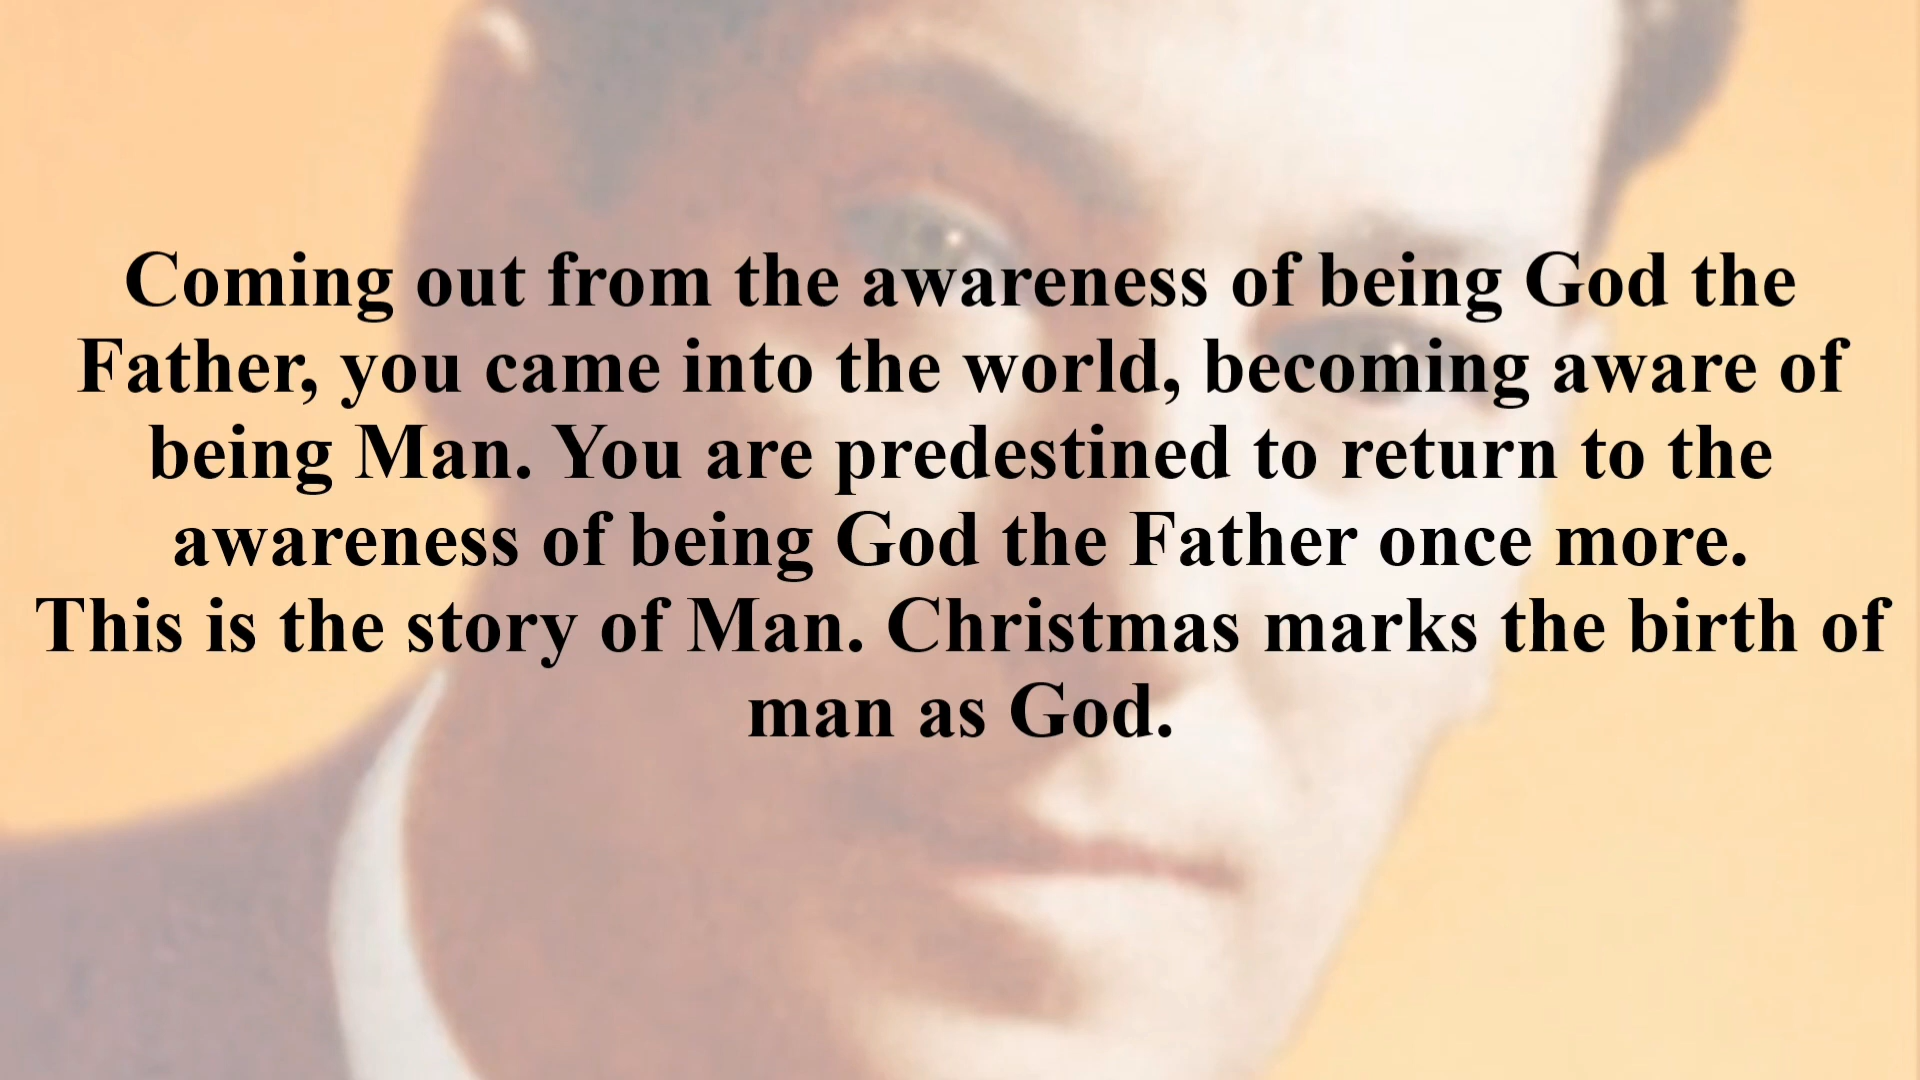 Coming out from the awareness of being God the
Father, you came into the world, becoming aware of
being Man. You are predestined to return to the
awareness of being God the Father once more.
This is the story of Man. Christmas marks the birth of
man as God.